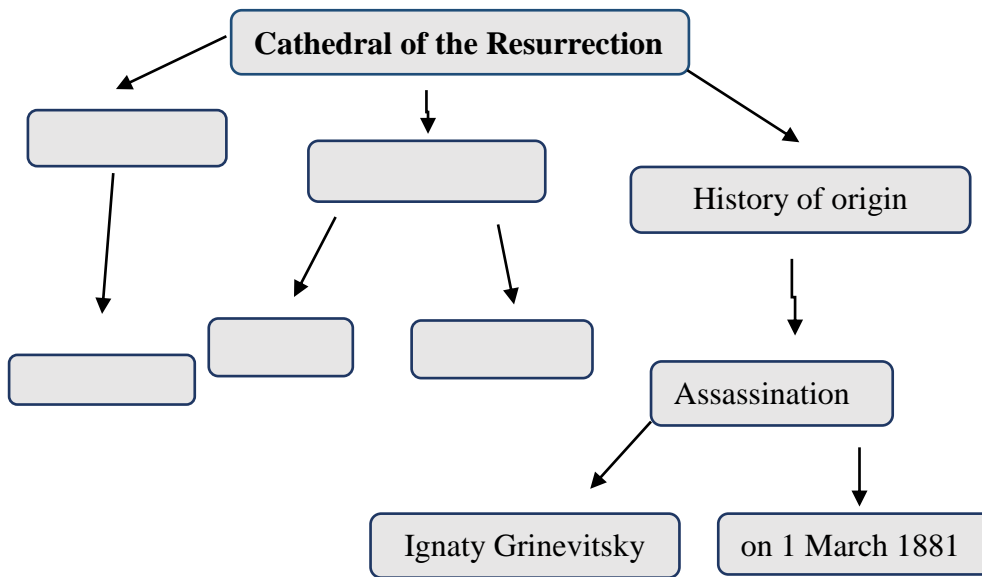 Cathedral of the Resurrection
History of origin
Assassination
Ignaty Grinevitsky
on 1 March 1881